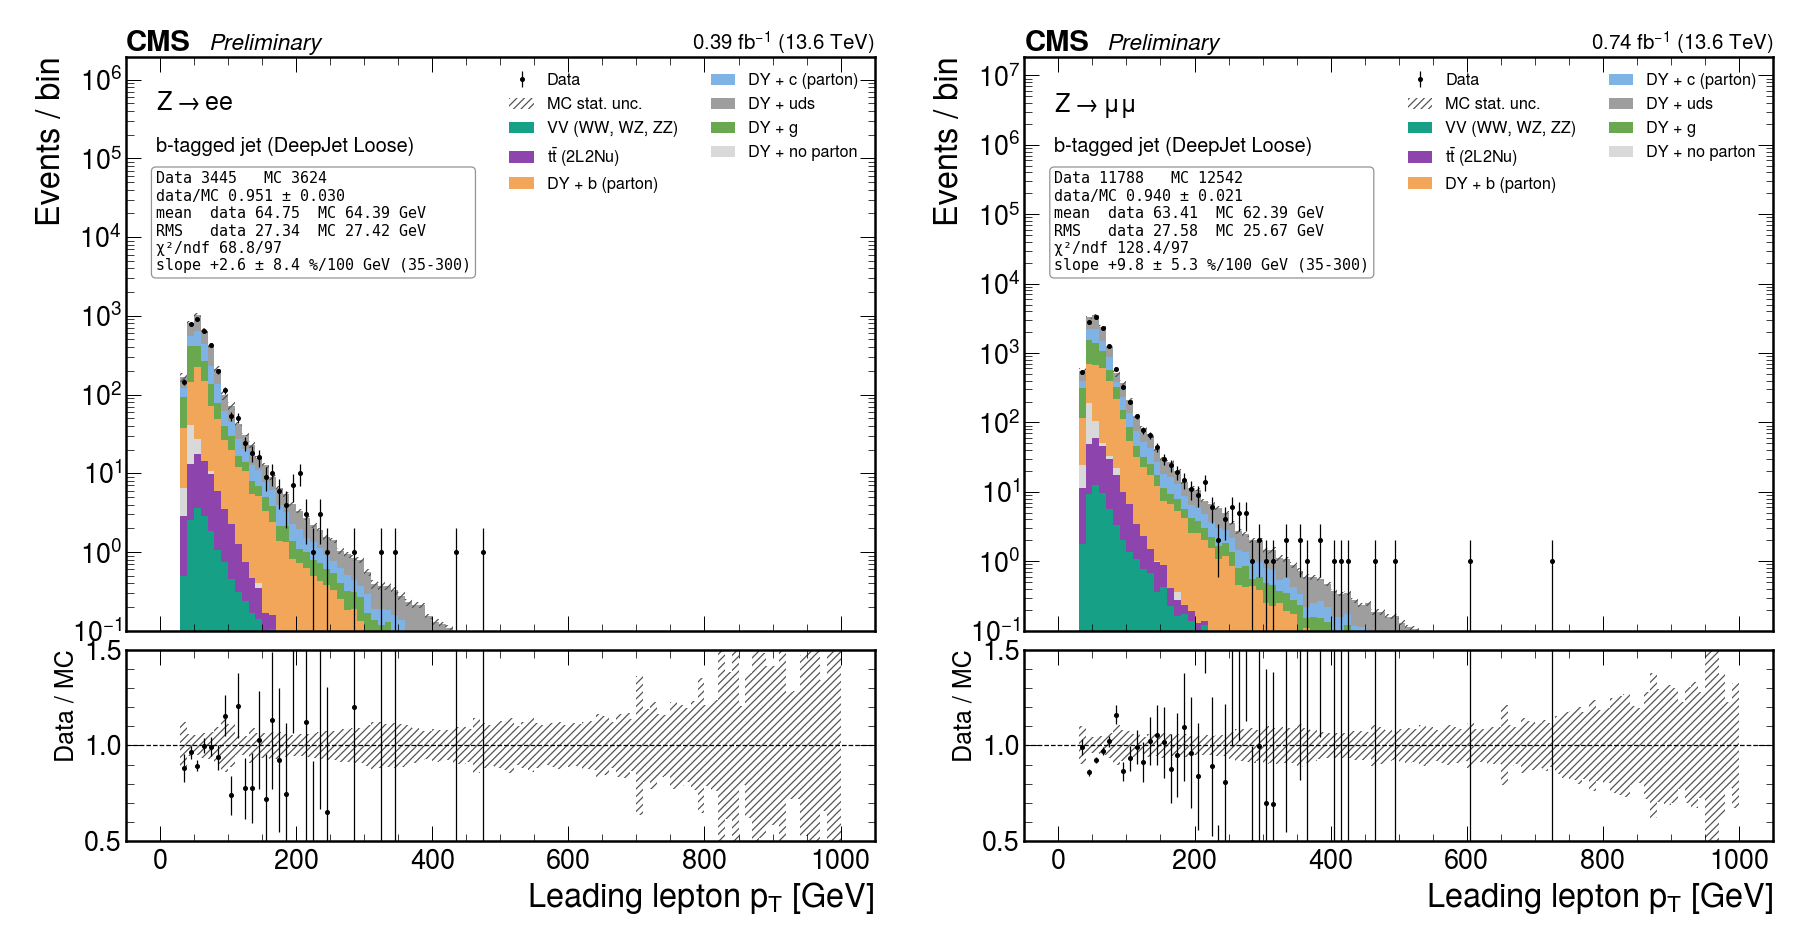 CMS Preliminary 0.39 fb⁻¹ (13.6 TeV)
Events / bin
10⁶
10⁵
10⁴
10³
10²
10¹
10⁰
10⁻¹
Z → ee
b-tagged jet (DeepJet Loose)
Data 3445   MC 3624
data/MC 0.951 ± 0.030
mean  data 64.75  MC 64.39 GeV
RMS   data 27.34  MC 27.42 GeV
χ²/ndf 68.8/97
slope +2.6 ± 8.4 %/100 GeV (35-300)
Data
MC stat. unc.
VV (WW, WZ, ZZ)
tt̄ (2L2Nu)
DY + b (parton)
DY + c (parton)
DY + uds
DY + g
DY + no parton
Data / MC
1.5
1.0
0.5
0 200 400 600 800 1000
Leading lepton p_T [GeV]
CMS Preliminary 0.74 fb⁻¹ (13.6 TeV)
Events / bin
10⁷
10⁶
10⁵
10⁴
10³
10²
10¹
10⁰
10⁻¹
Z → μμ
b-tagged jet (DeepJet Loose)
Data 11788   MC 12542
data/MC 0.940 ± 0.021
mean  data 63.41  MC 62.39 GeV
RMS   data 27.58  MC 25.67 GeV
χ²/ndf 128.4/97
slope +9.8 ± 5.3 %/100 GeV (35-300)
Data
MC stat. unc.
VV (WW, WZ, ZZ)
tt̄ (2L2Nu)
DY + b (parton)
DY + c (parton)
DY + uds
DY + g
DY + no parton
Data / MC
1.5
1.0
0.5
0 200 400 600 800 1000
Leading lepton p_T [GeV]